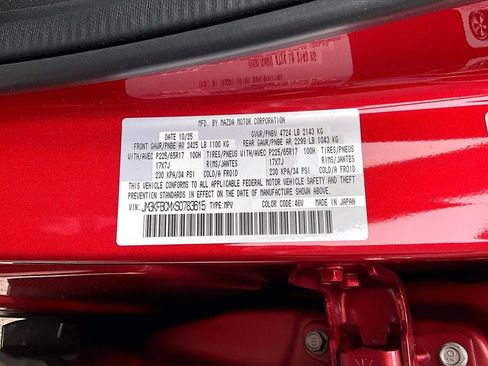 MFD. BY MAZDA MOTOR CORPORATION
DATE 10/25 GVWR/PNBV 4724 LB 2143 KG
FRONT GAWR/PNBE AV 2425 LB 1100 KG REAR GAWR/PNBE AR 2299 LB 1043 KG
WITH/AVEC P225/65R17 100H TIRES/PNEUS WITH/AVEC P225/65R17 100H TIRES/PNEUS
17X7J RIMS/JANTES 17X7J RIMS/JANTES
230 KPA/34 PSI COLD/A FROID 230 KPA/34 PSI COLD/A FROID
THIS VEHICLE CONFORMS TO ALL APPLICABLE FEDERAL MOTOR VEHICLE SAFETY AND THEFT
PREVENTION STANDARDS IN EFFECT ON THE DATE OF MANUFACTURE SHOWN ABOVE.
VIN: JM3KFBCMXS0783615 TYPE:MPV COLOR CODE:46V MADE IN JAPAN